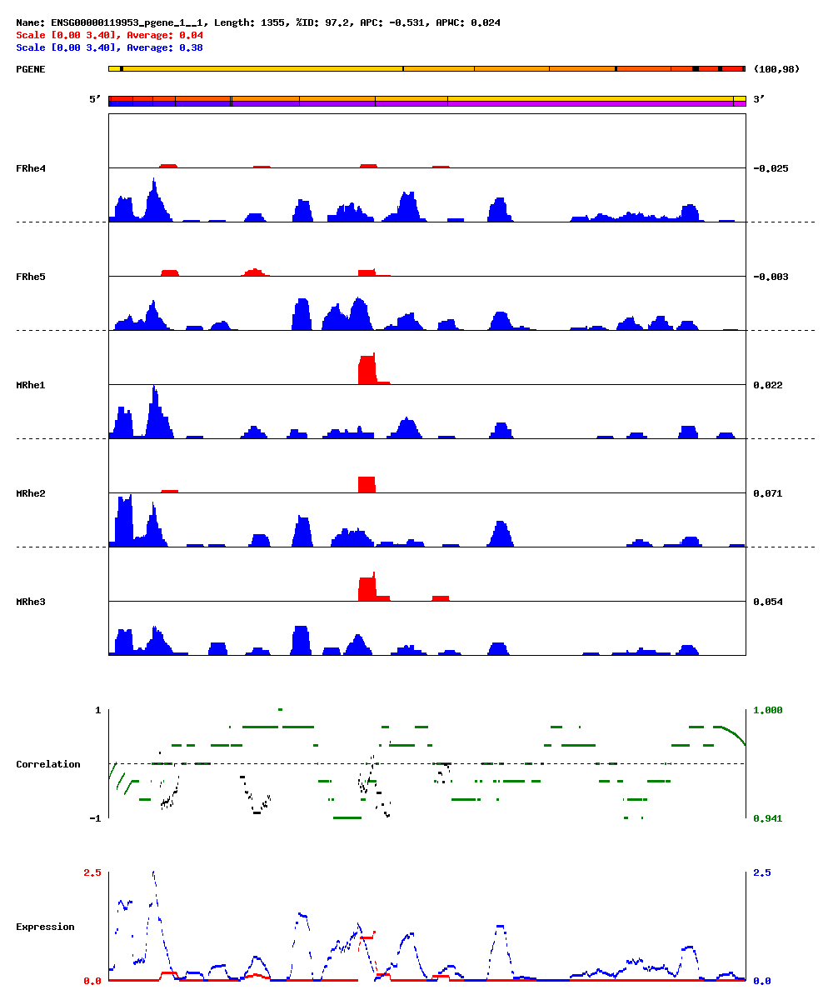 Name: ENSG00000119953_pgene_1__1, Length: 1355, %ID: 97.2, APC: -0.531, APWC: 0.024
Scale [0.00 3.40], Average: 0.04
Scale [0.00 3.40], Average: 0.38
PGENE (100,98)
5' 3'
FRhe4 -0.025
FRhe5 -0.003
MRhe1 0.022
MRhe2 0.071
MRhe3 0.054
1 1.000
Correlation
-1 0.941
2.5 2.5
Expression
0.0 0.0